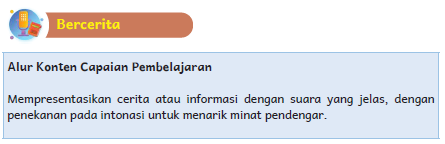 Bercerita
Alur Konten Capaian Pembelajaran
Mempresentasikan cerita atau informasi dengan suara yang jelas, dengan
penekanan pada intonasi untuk menarik minat pendengar.